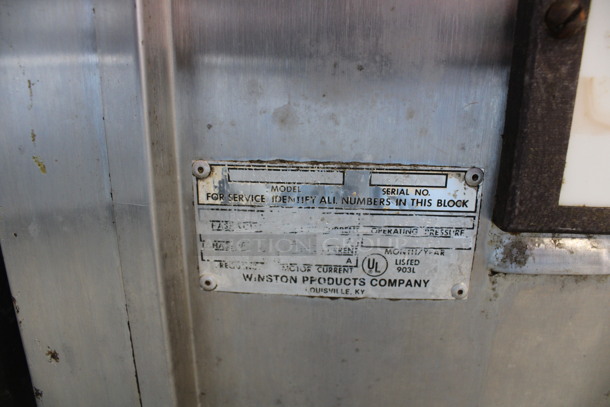 MODEL SERIAL NO.
FOR SERVICE IDENTIFY ALL NUMBERS IN THIS BLOCK
OPERATING PRESSURE
MONTH/YEAR
A UL LISTED
MOTOR CURRENT 903L
WINSTON PRODUCTS COMPANY
LOUISVILLE, KY.